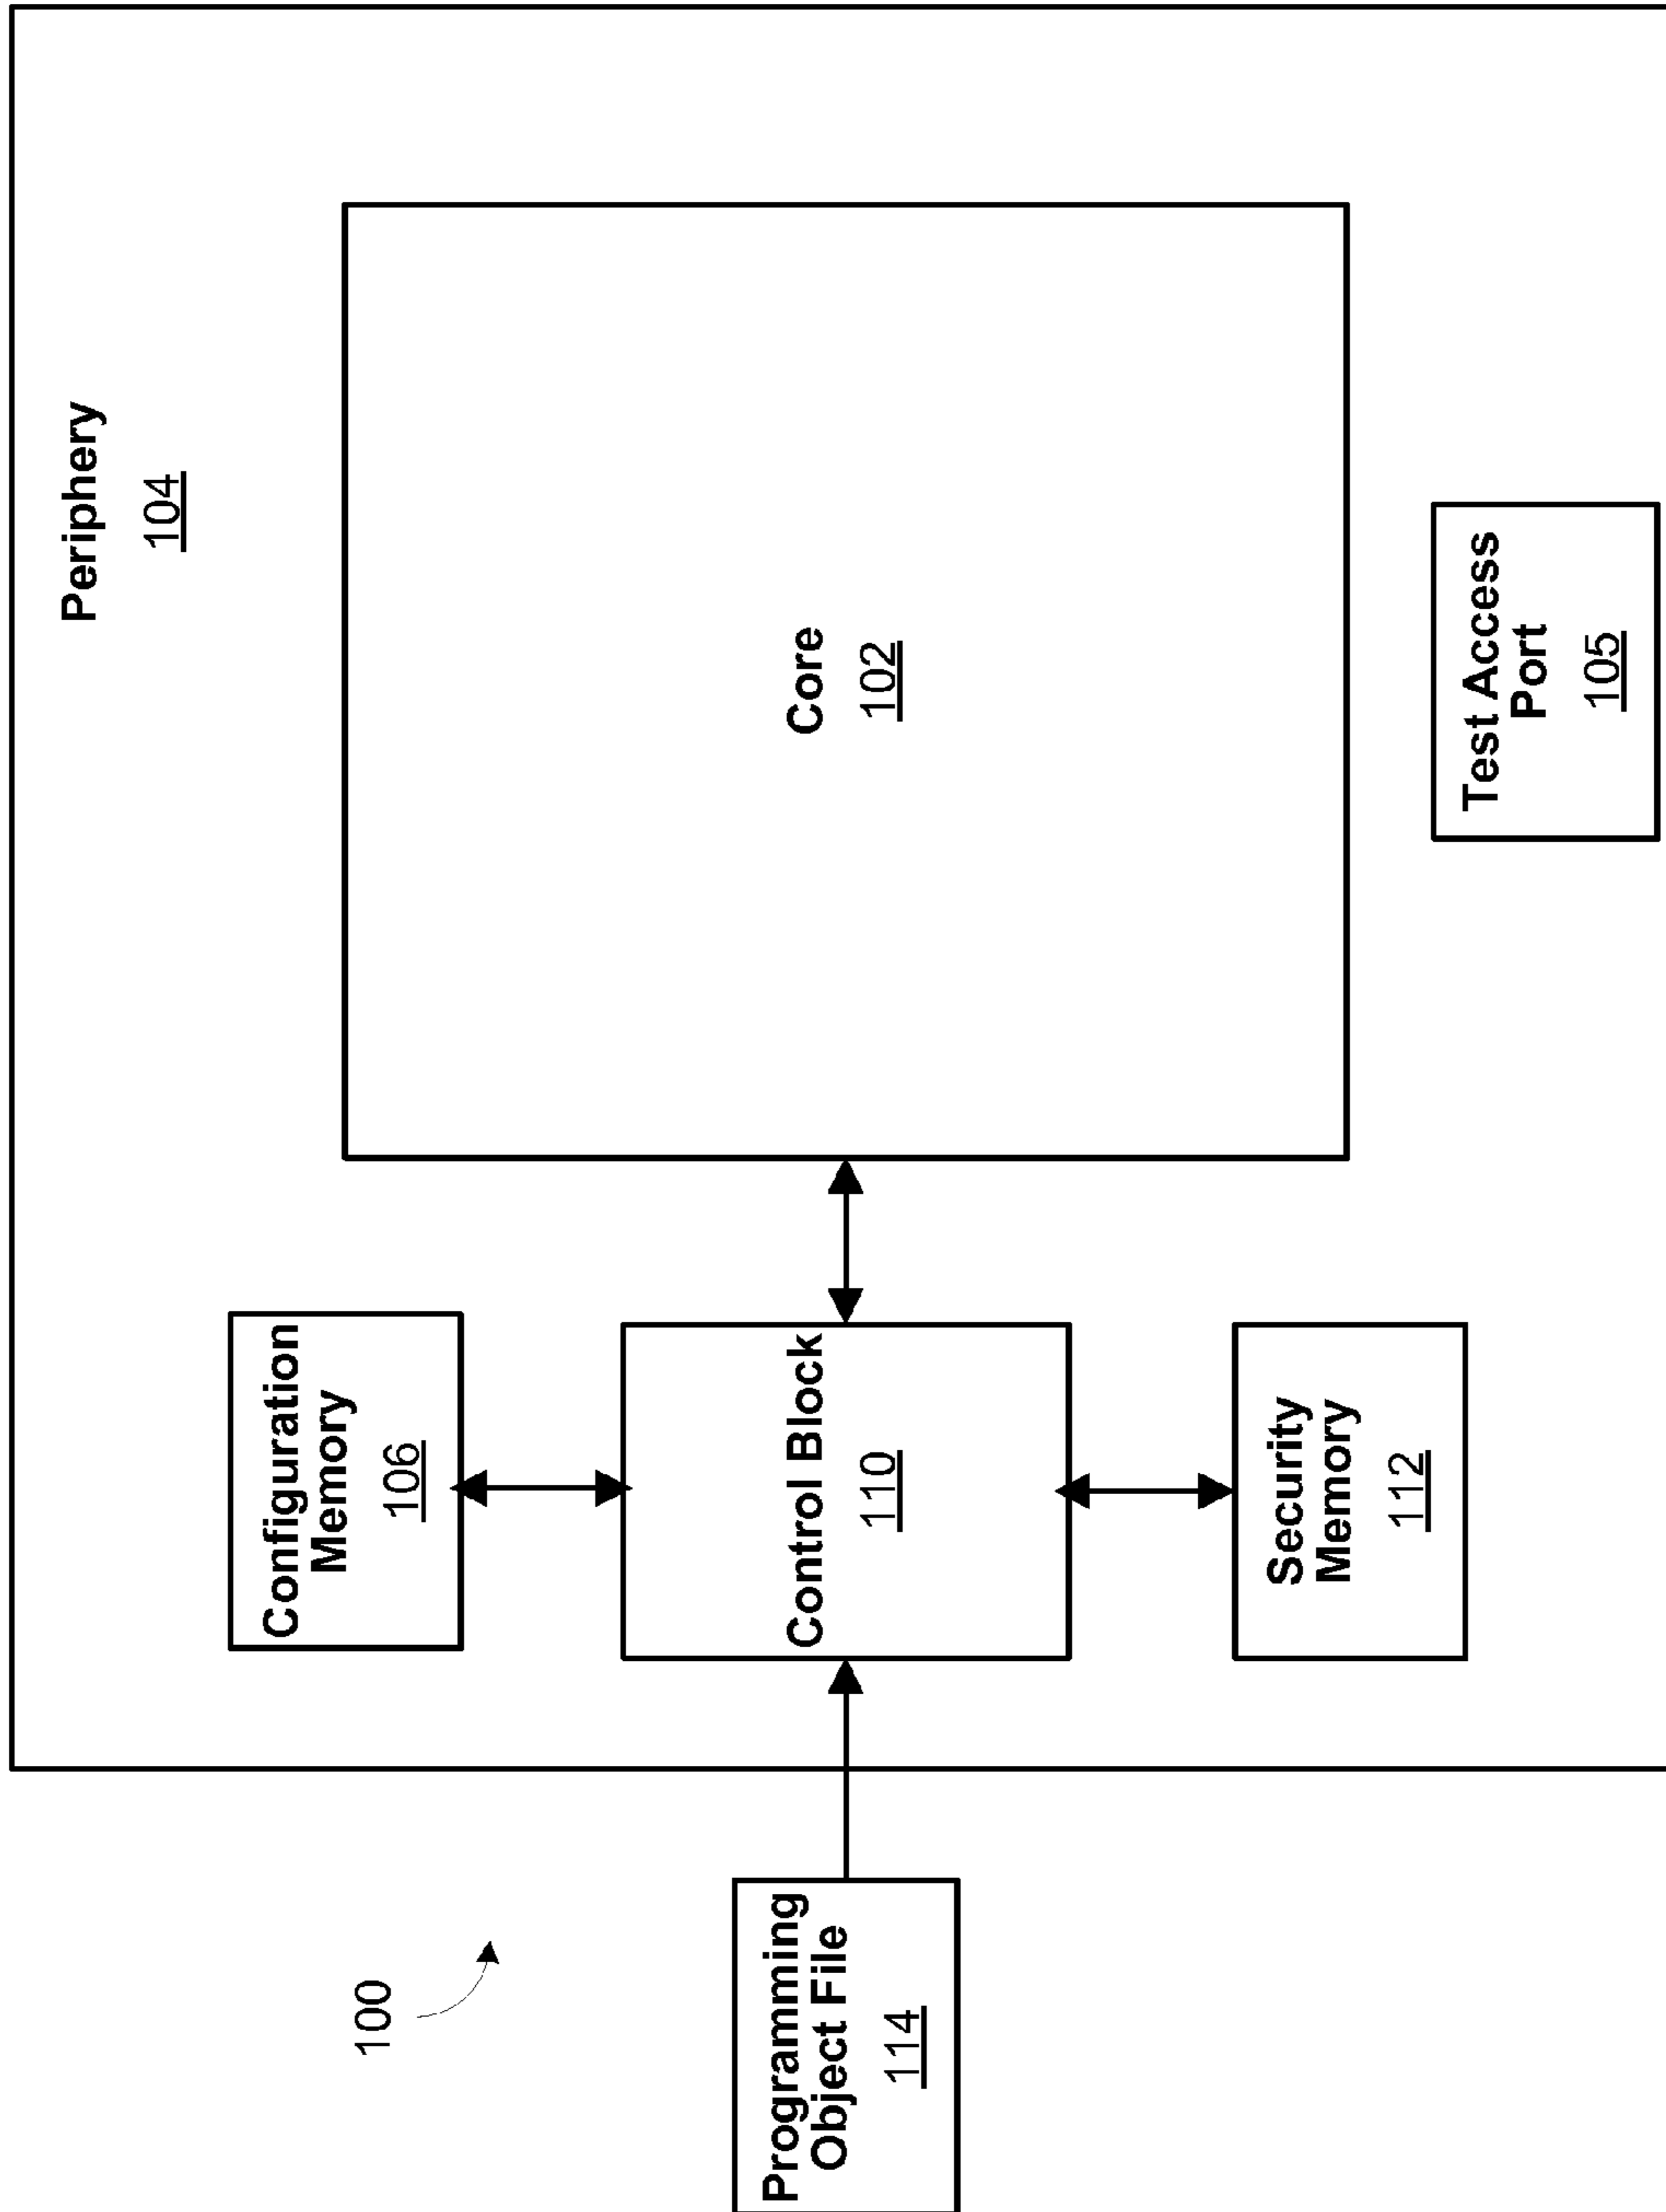 100
Periphery
104
Configuration
Memory
106
Programming
Object File
114
Control Block
110
Core
102
Security
Memory
112
Test Access
Port
105